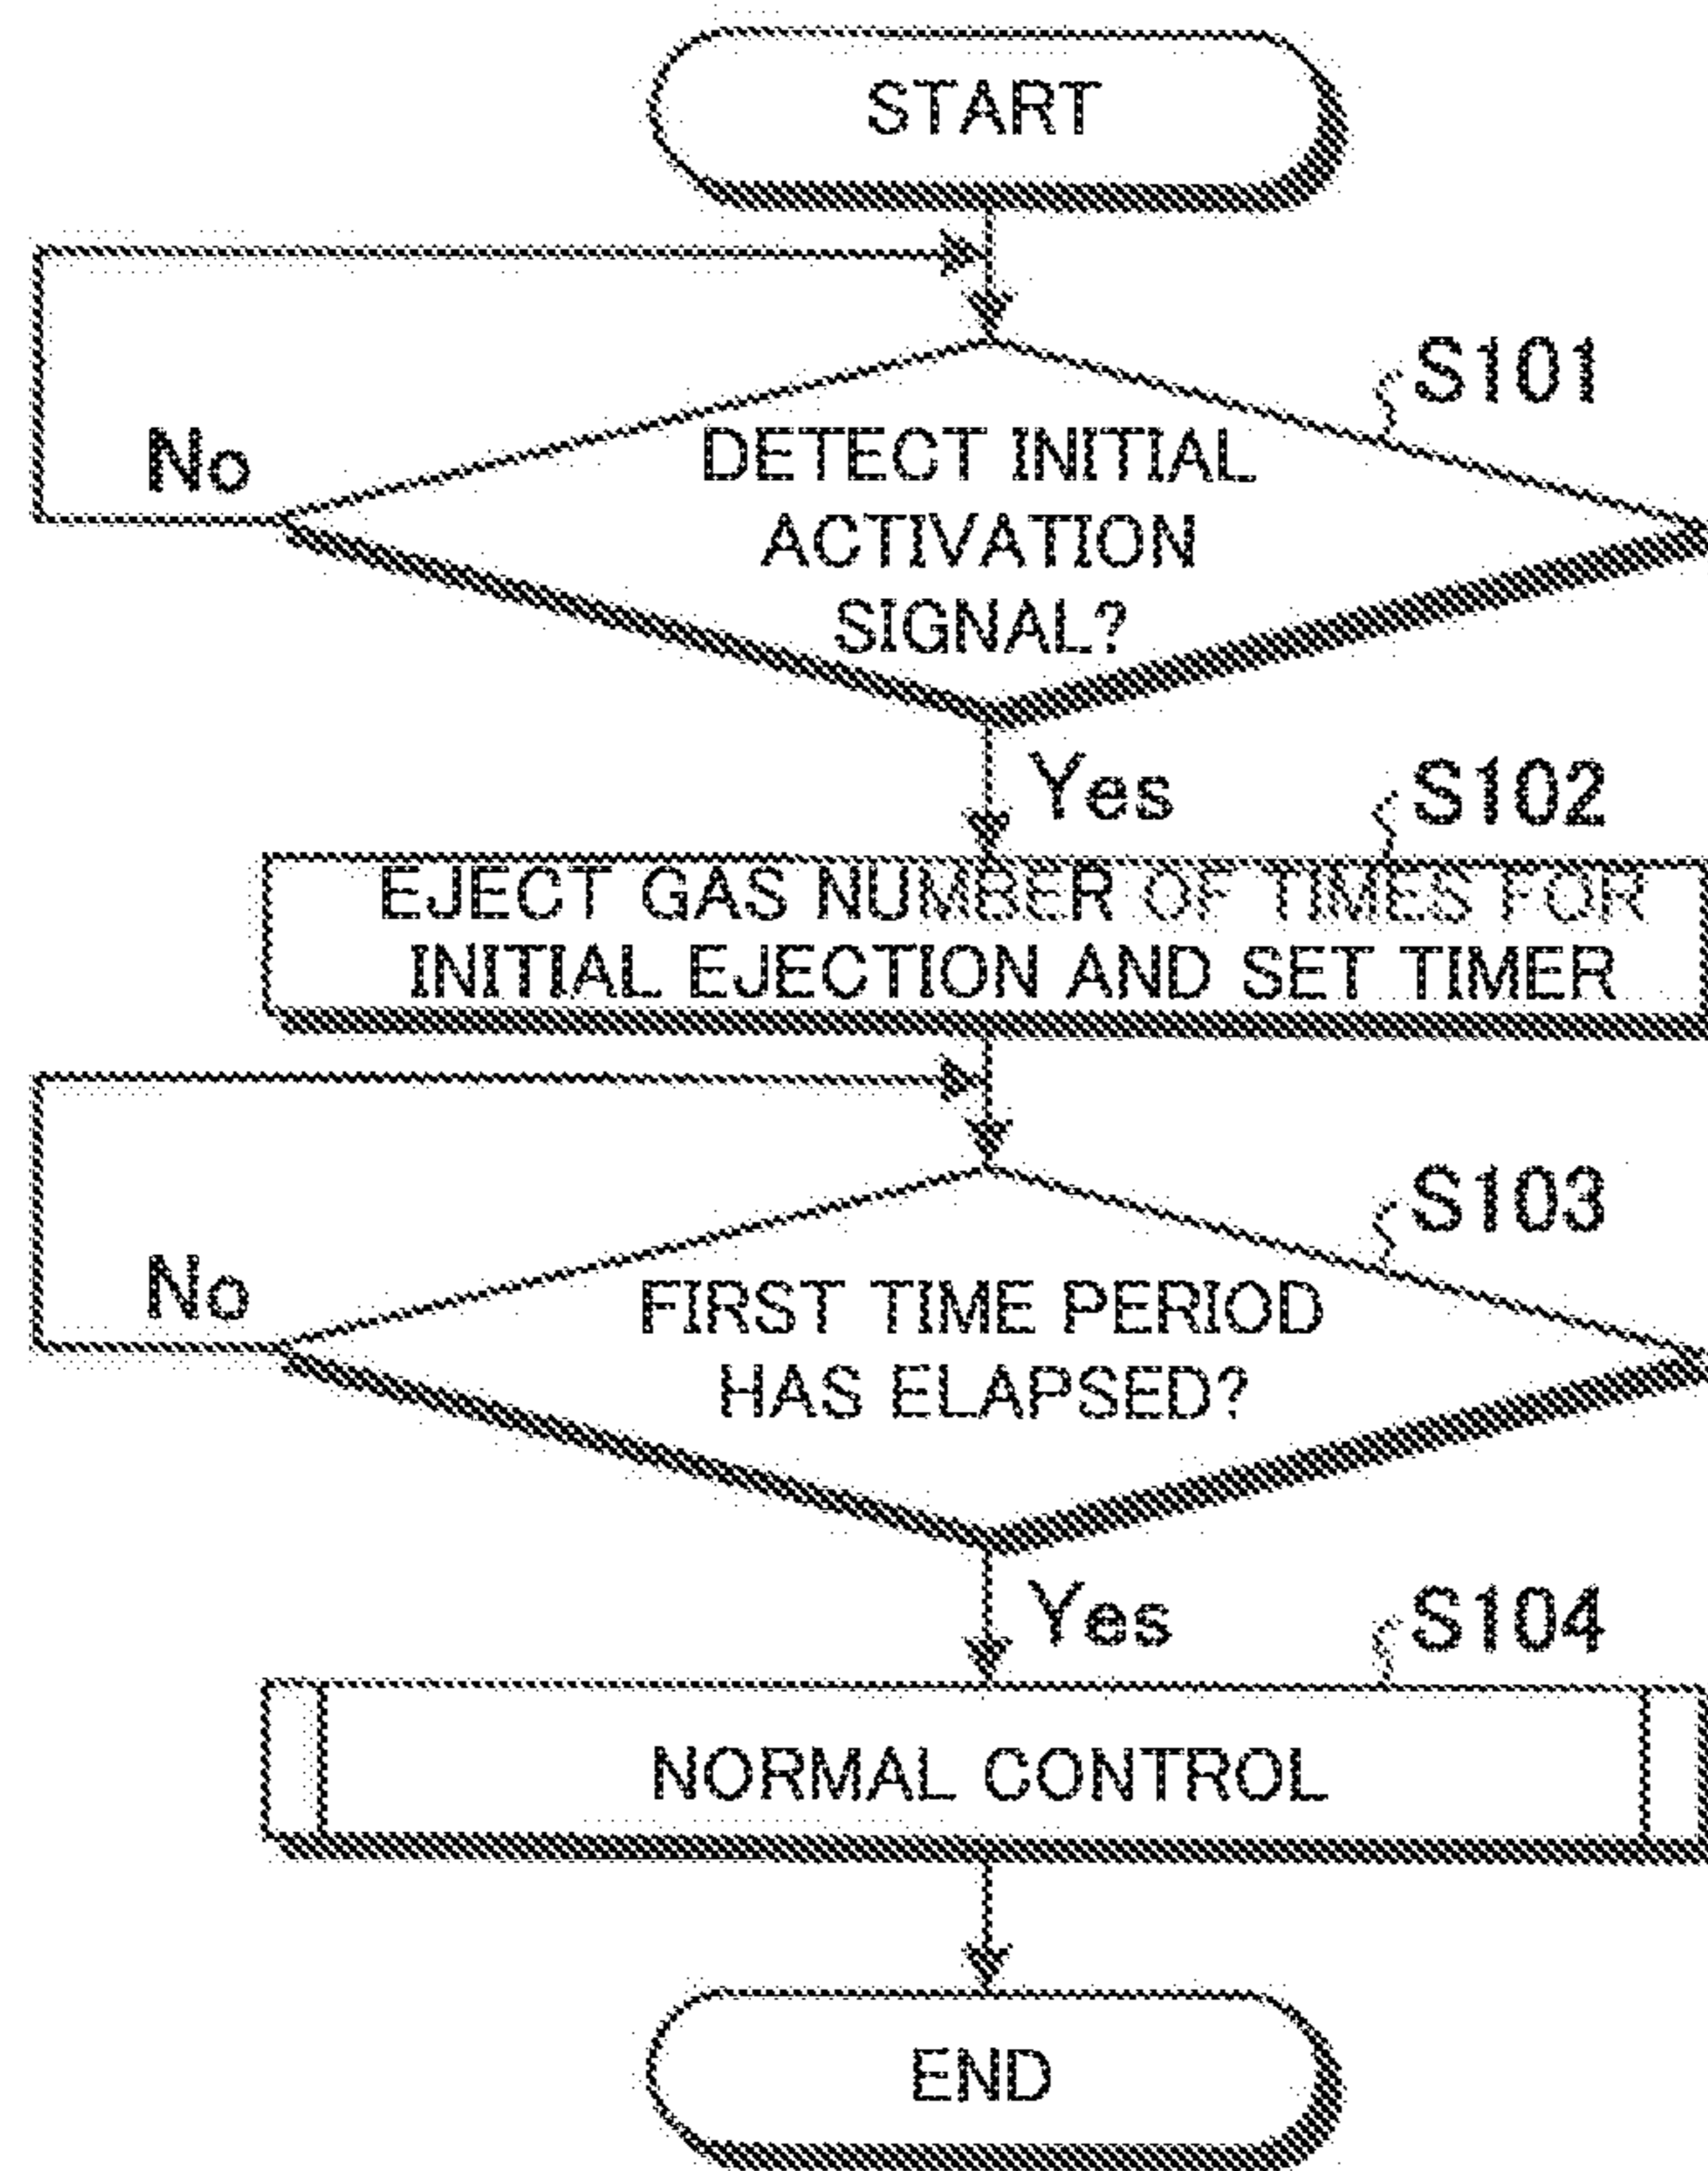 START
S101
No
DETECT INITIAL
ACTIVATION
SIGNAL?
Yes
S102
EJECT GAS NUMBER OF TIMES FOR
INITIAL EJECTION AND SET TIMER
S103
No
FIRST TIME PERIOD
HAS ELAPSED?
Yes
S104
NORMAL CONTROL
END